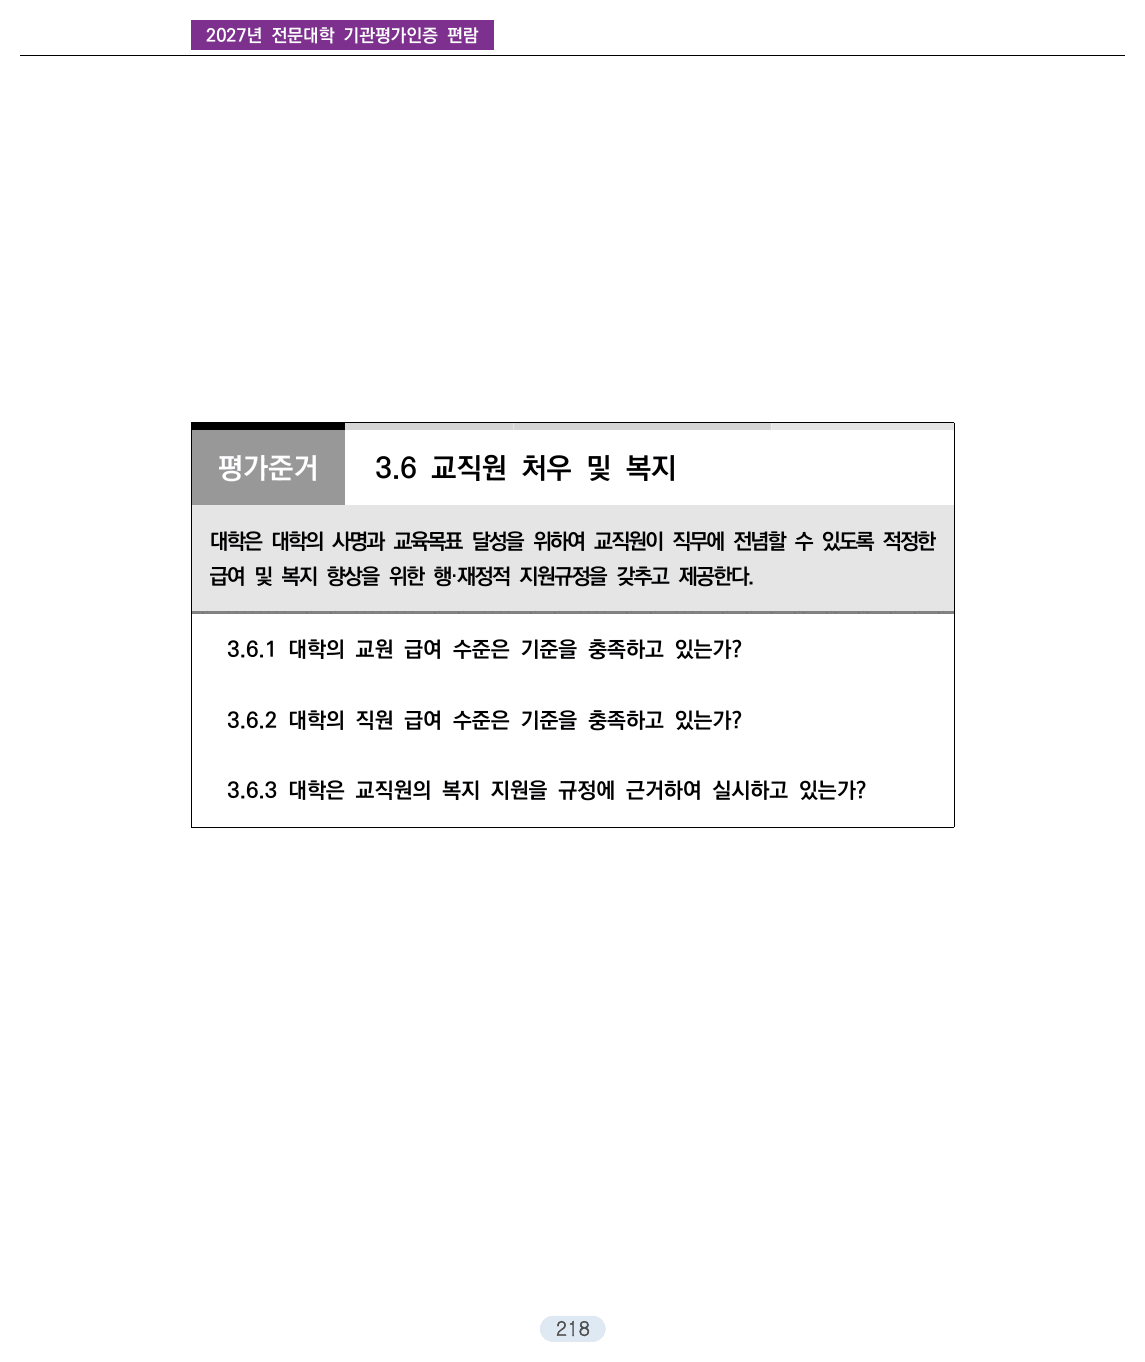 2027년 전문대학 기관평가인증 편람
평가준거
3.6 교직원 처우 및 복지
대학은 대학의 사명과 교육목표 달성을 위하여 교직원이 직무에 전념할 수 있도록 적정한
급여 및 복지 향상을 위한 행·재정적 지원규정을 갖추고 제공한다.
3.6.1 대학의 교원 급여 수준은 기준을 충족하고 있는가?
3.6.2 대학의 직원 급여 수준은 기준을 충족하고 있는가?
3.6.3 대학은 교직원의 복지 지원을 규정에 근거하여 실시하고 있는가?
218